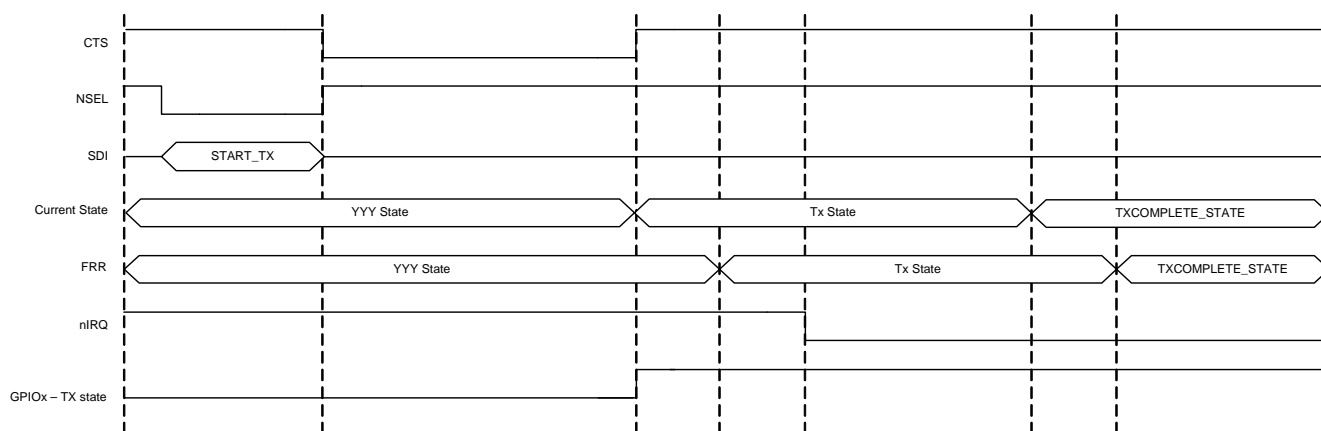 CTS
NSEL
SDI
START_TX
Current State
YYY State
Tx State
TXCOMPLETE_STATE
FRR
YYY State
Tx State
TXCOMPLETE_STATE
nIRQ
GPIOx – TX state